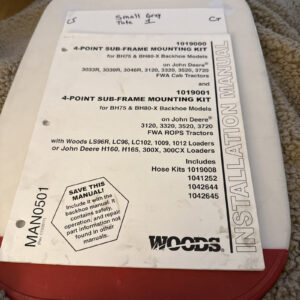 CS
Small Gray
Tote 1
CT
1019000
4-POINT SUB-FRAME MOUNTING KIT
for BH75 & BH80-X Backhoe Models
on John Deere®
3033R, 3039R, 3046R, 3120, 3320, 3520, 3720
FWA Cab Tractors
and
1019001
4-POINT SUB-FRAME MOUNTING KIT
for BH75 & BH80-X Backhoe Models
on John Deere®
3120, 3320, 3520, 3720
FWA ROPS Tractors
with Woods LS96R, LC96, LC102, 1009, 1012 Loaders
or John Deere H160, H165, 300X, 300CX Loaders
Includes
Hose Kits 1019008
1041252
1042644
1042645
SAVE THIS
MANUAL!
Include it with the
backhoe manual. It
contains safety,
operation, and repair
part information not
found in other
manuals.
MAN0501
WOODS
INSTALLATION MANUAL